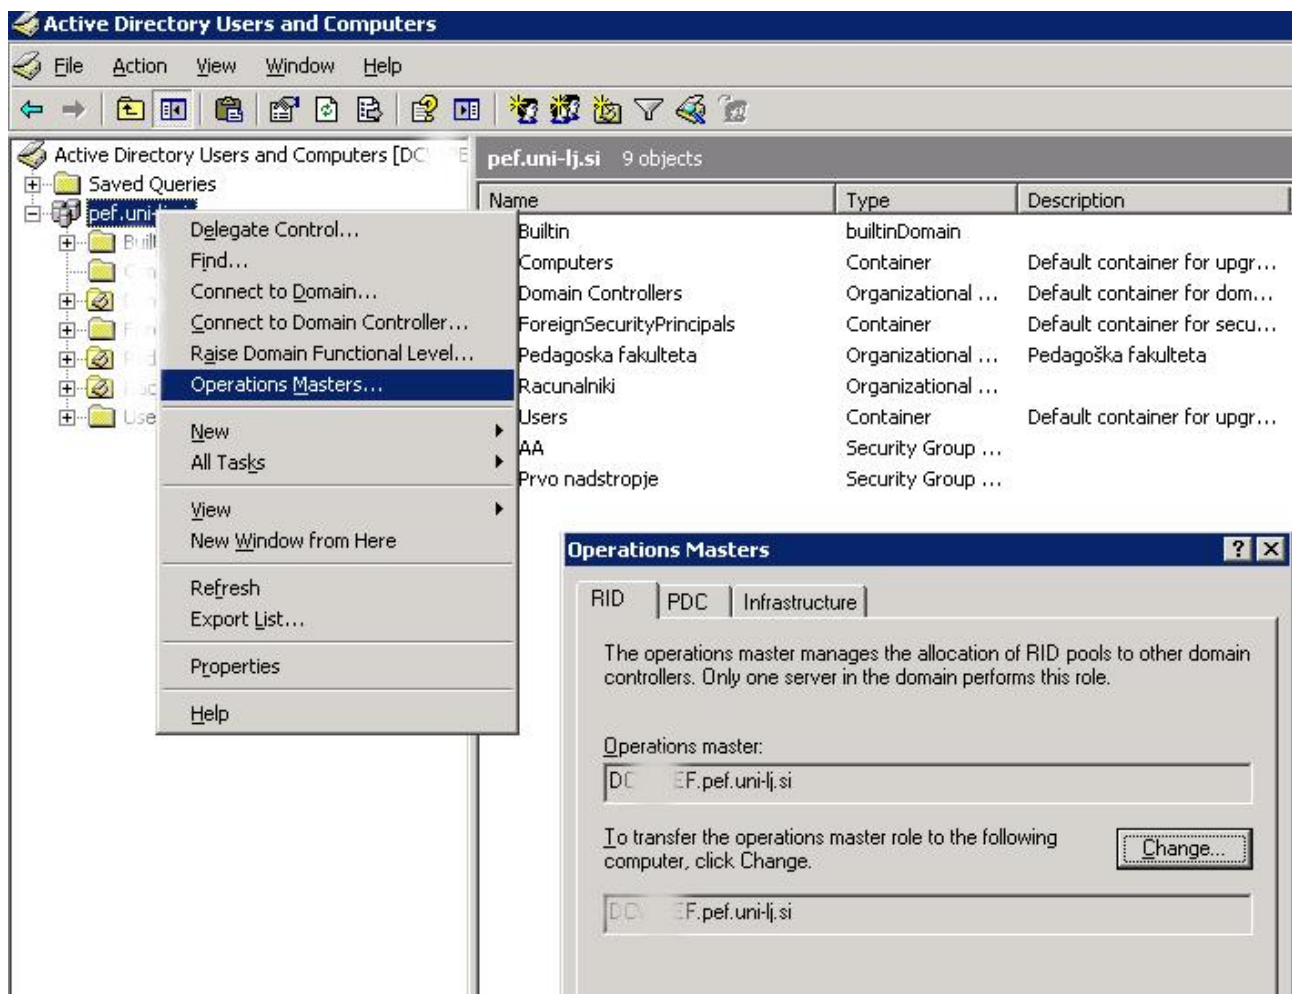 Active Directory Users and Computers
File Action View Window Help
Active Directory Users and Computers [DC
Saved Queries
pef.uni-
pef.uni-lj.si 9 objects
Name Type Description
Builtin builtinDomain
Computers Container Default container for upgr...
Domain Controllers Organizational ... Default container for dom...
ForeignSecurityPrincipals Container Default container for secu...
Pedagoska fakulteta Organizational ... Pedagoška fakulteta
Racunalniki Organizational ...
Users Container Default container for upgr...
AA Security Group ...
Prvo nadstropje Security Group ...
Delegate Control...
Find...
Connect to Domain...
Connect to Domain Controller...
Raise Domain Functional Level...
Operations Masters...
New
All Tasks
View
New Window from Here
Refresh
Export List...
Properties
Help
Operations Masters
RID PDC Infrastructure
The operations master manages the allocation of RID pools to other domain
controllers. Only one server in the domain performs this role.
Operations master:
EF.pef.uni-lj.si
To transfer the operations master role to the following
computer, click Change.
Change...
EF.pef.uni-lj.si